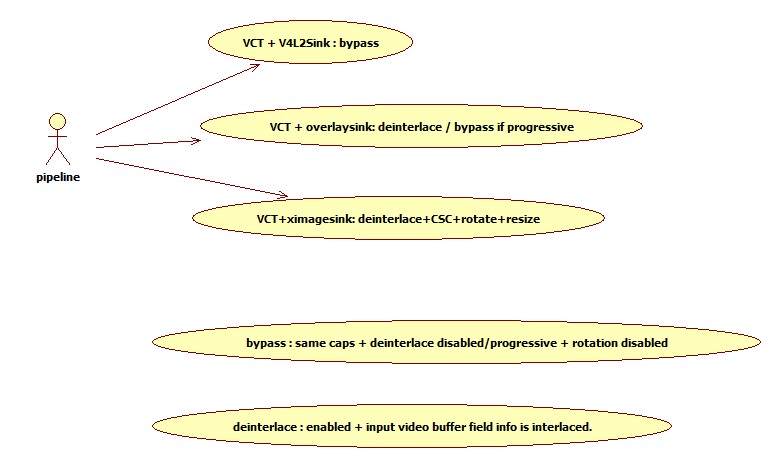 VCT + V4L2Sink : bypass
VCT + overlaysink: deinterlace / bypass if progressive
pipeline
VCT+ximagesink: deinterlace+CSC+rotate+resize
bypass : same caps + deinterlace disabled/progressive + rotation disabled
deinterlace : enabled + input video buffer field info is interlaced.